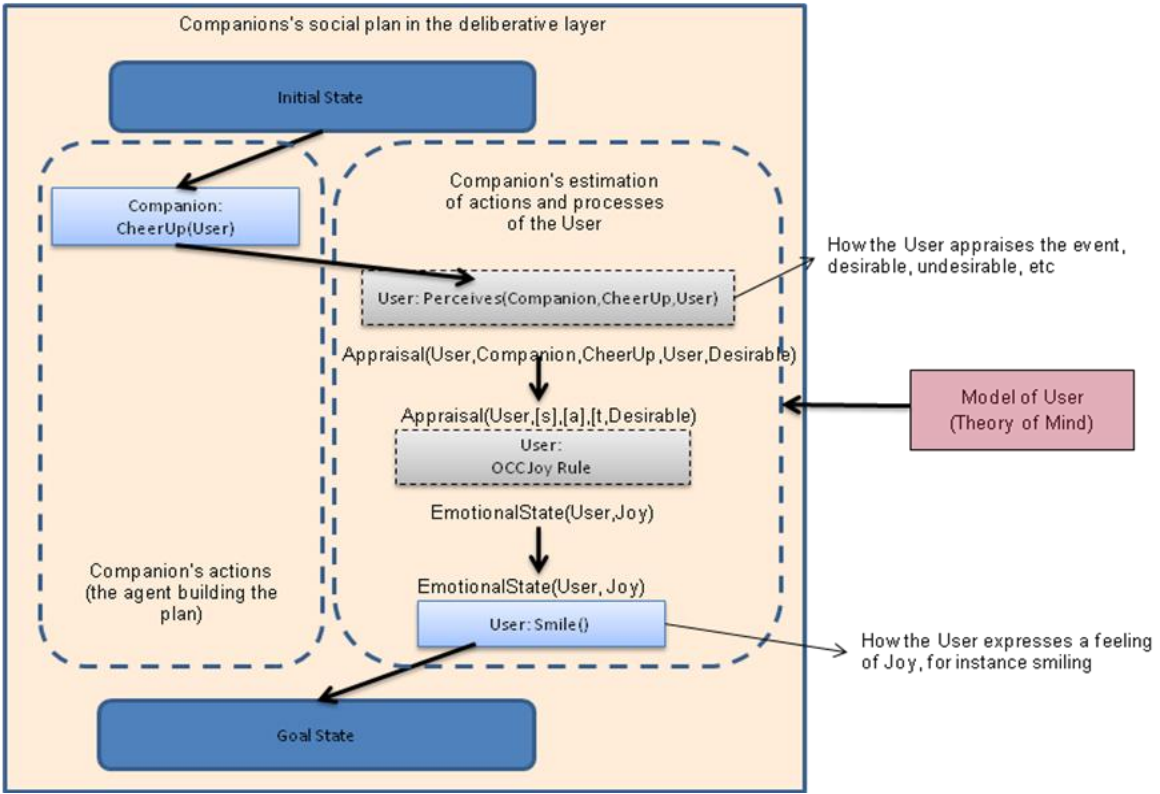 Companions's social plan in the deliberative layer
Initial State
Companion:
CheerUp(User)
Companion's estimation
of actions and processes
of the User
How the User appraises the event,
desirable, undesirable, etc
User: Perceives(Companion,CheerUp,User)
Appraisal(User,Companion,CheerUp,User,Desirable)
Model of User
(Theory of Mind)
Appraisal(User,[s],[a],[t,Desirable)
User:
OCCJoy Rule
EmotionalState(User,Joy)
Companion's actions
(the agent building the
plan)
EmotionalState(User, Joy)
User: Smile()
How the User expresses a feeling
of Joy, for instance smiling
Goal State